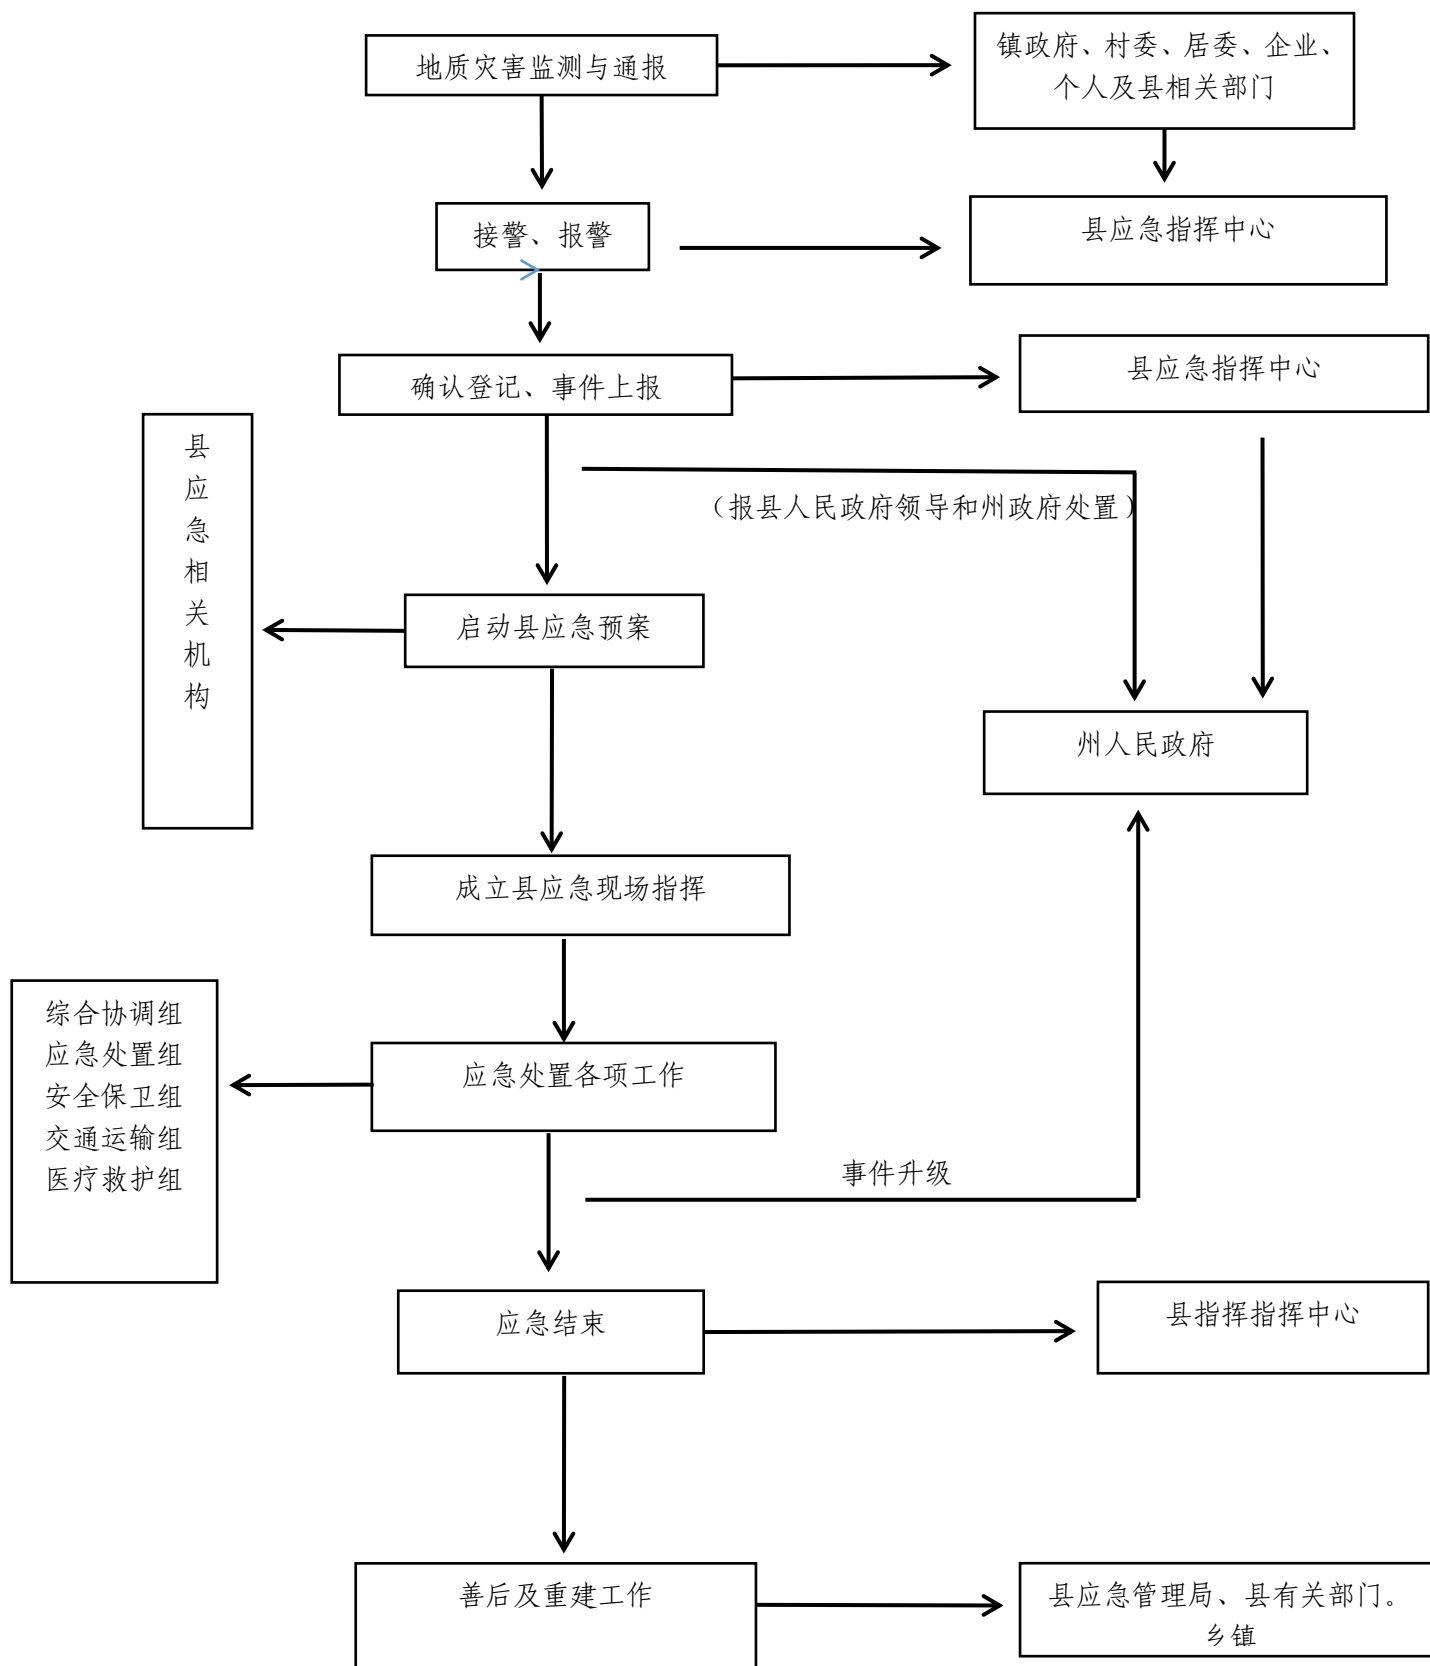 地质灾害监测与通报
镇政府、村委、居委、企业、
个人及县相关部门
接警、报警
县应急指挥中心
确认登记、事件上报
县应急指挥中心
县
应
急
相
关
机
构
（报县人民政府领导和州政府处置）
启动县应急预案
州人民政府
成立县应急现场指挥
综合协调组
应急处置组
安全保卫组
交通运输组
医疗救护组
应急处置各项工作
事件升级
应急结束
县指挥指挥中心
善后及重建工作
县应急管理局、县有关部门。
乡镇